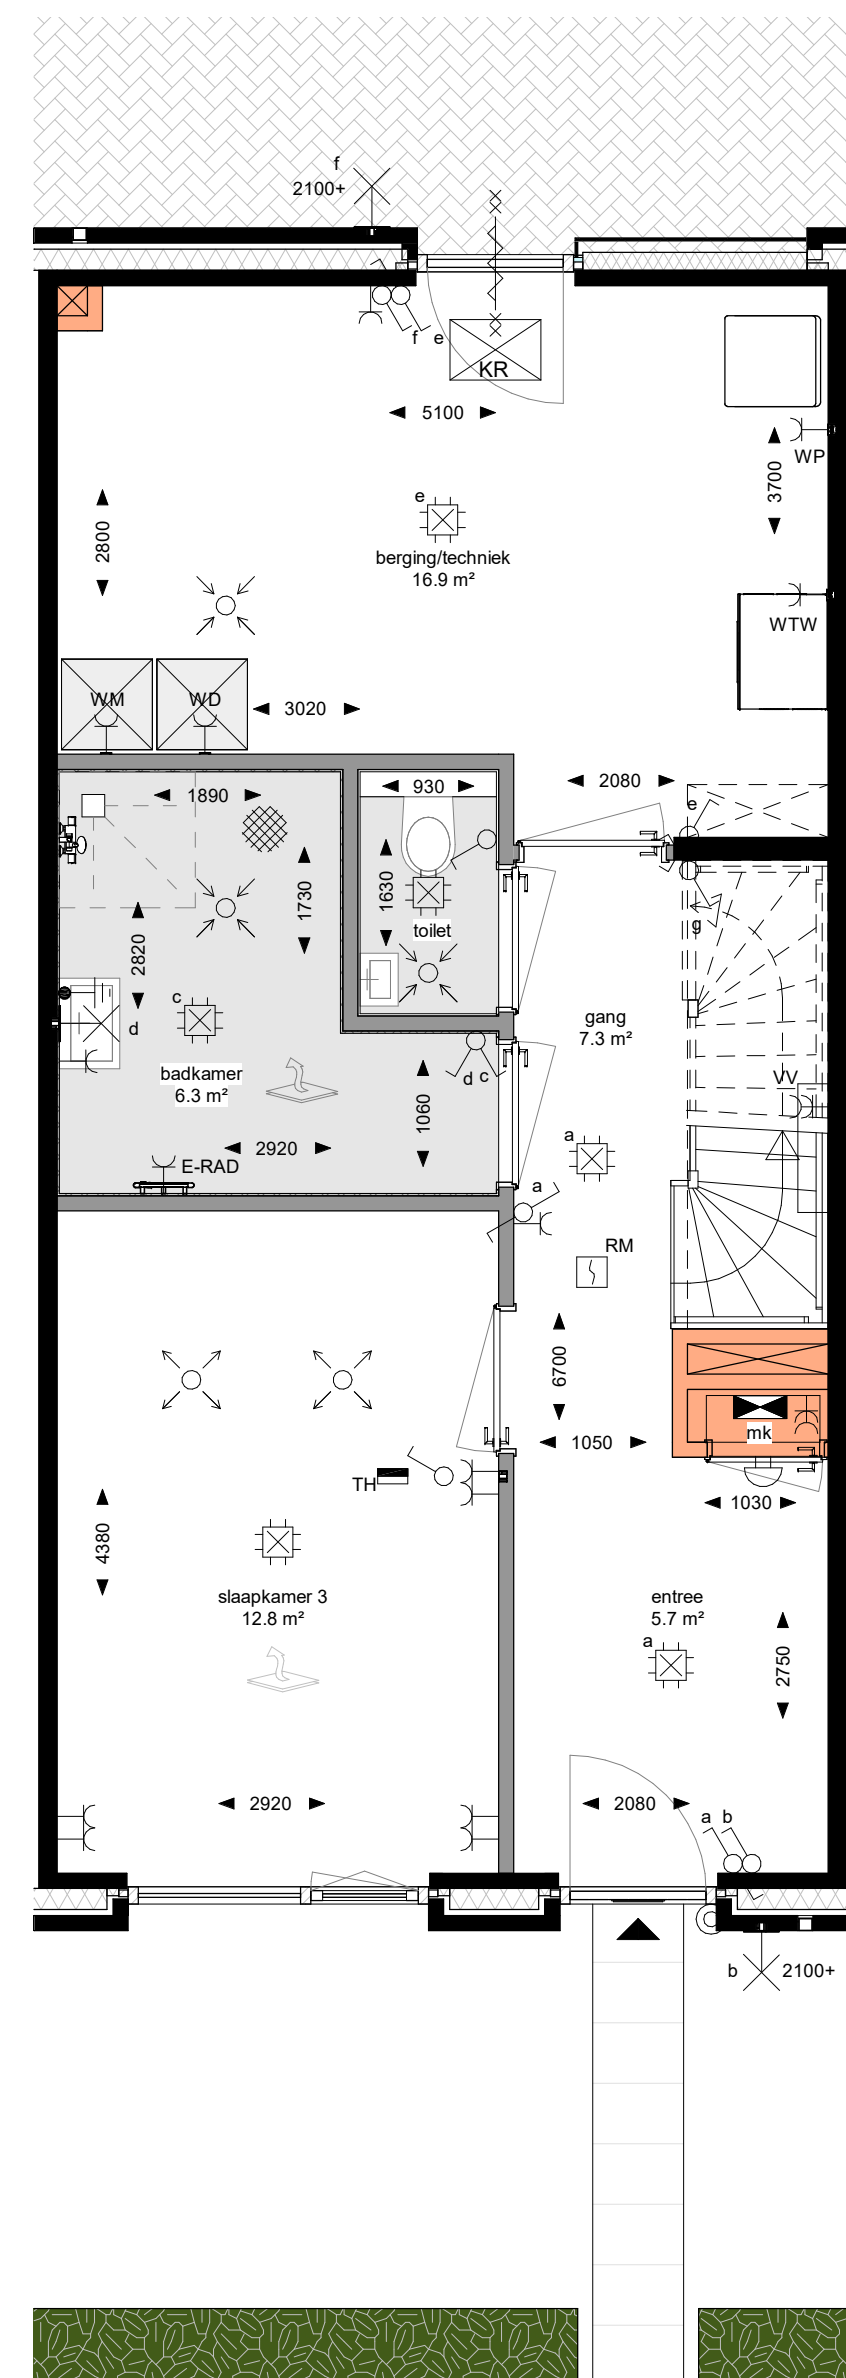 f
2100+
f e
KR
5100
WP
3700
e
2800
berging/techniek
16.9 m²
WTW
WM
WD
3020
2080
1890
930
e
1730
1630
toilet
g
2820
c
d
gang
7.3 m²
badkamer
6.3 m²
d c
VV
1060
a
2920
E-RAD
a
RM
6700
mk
1050
TH
1030
4380
slaapkamer 3
12.8 m²
entree
5.7 m²
a
2750
2920
2080
a b
b
2100+